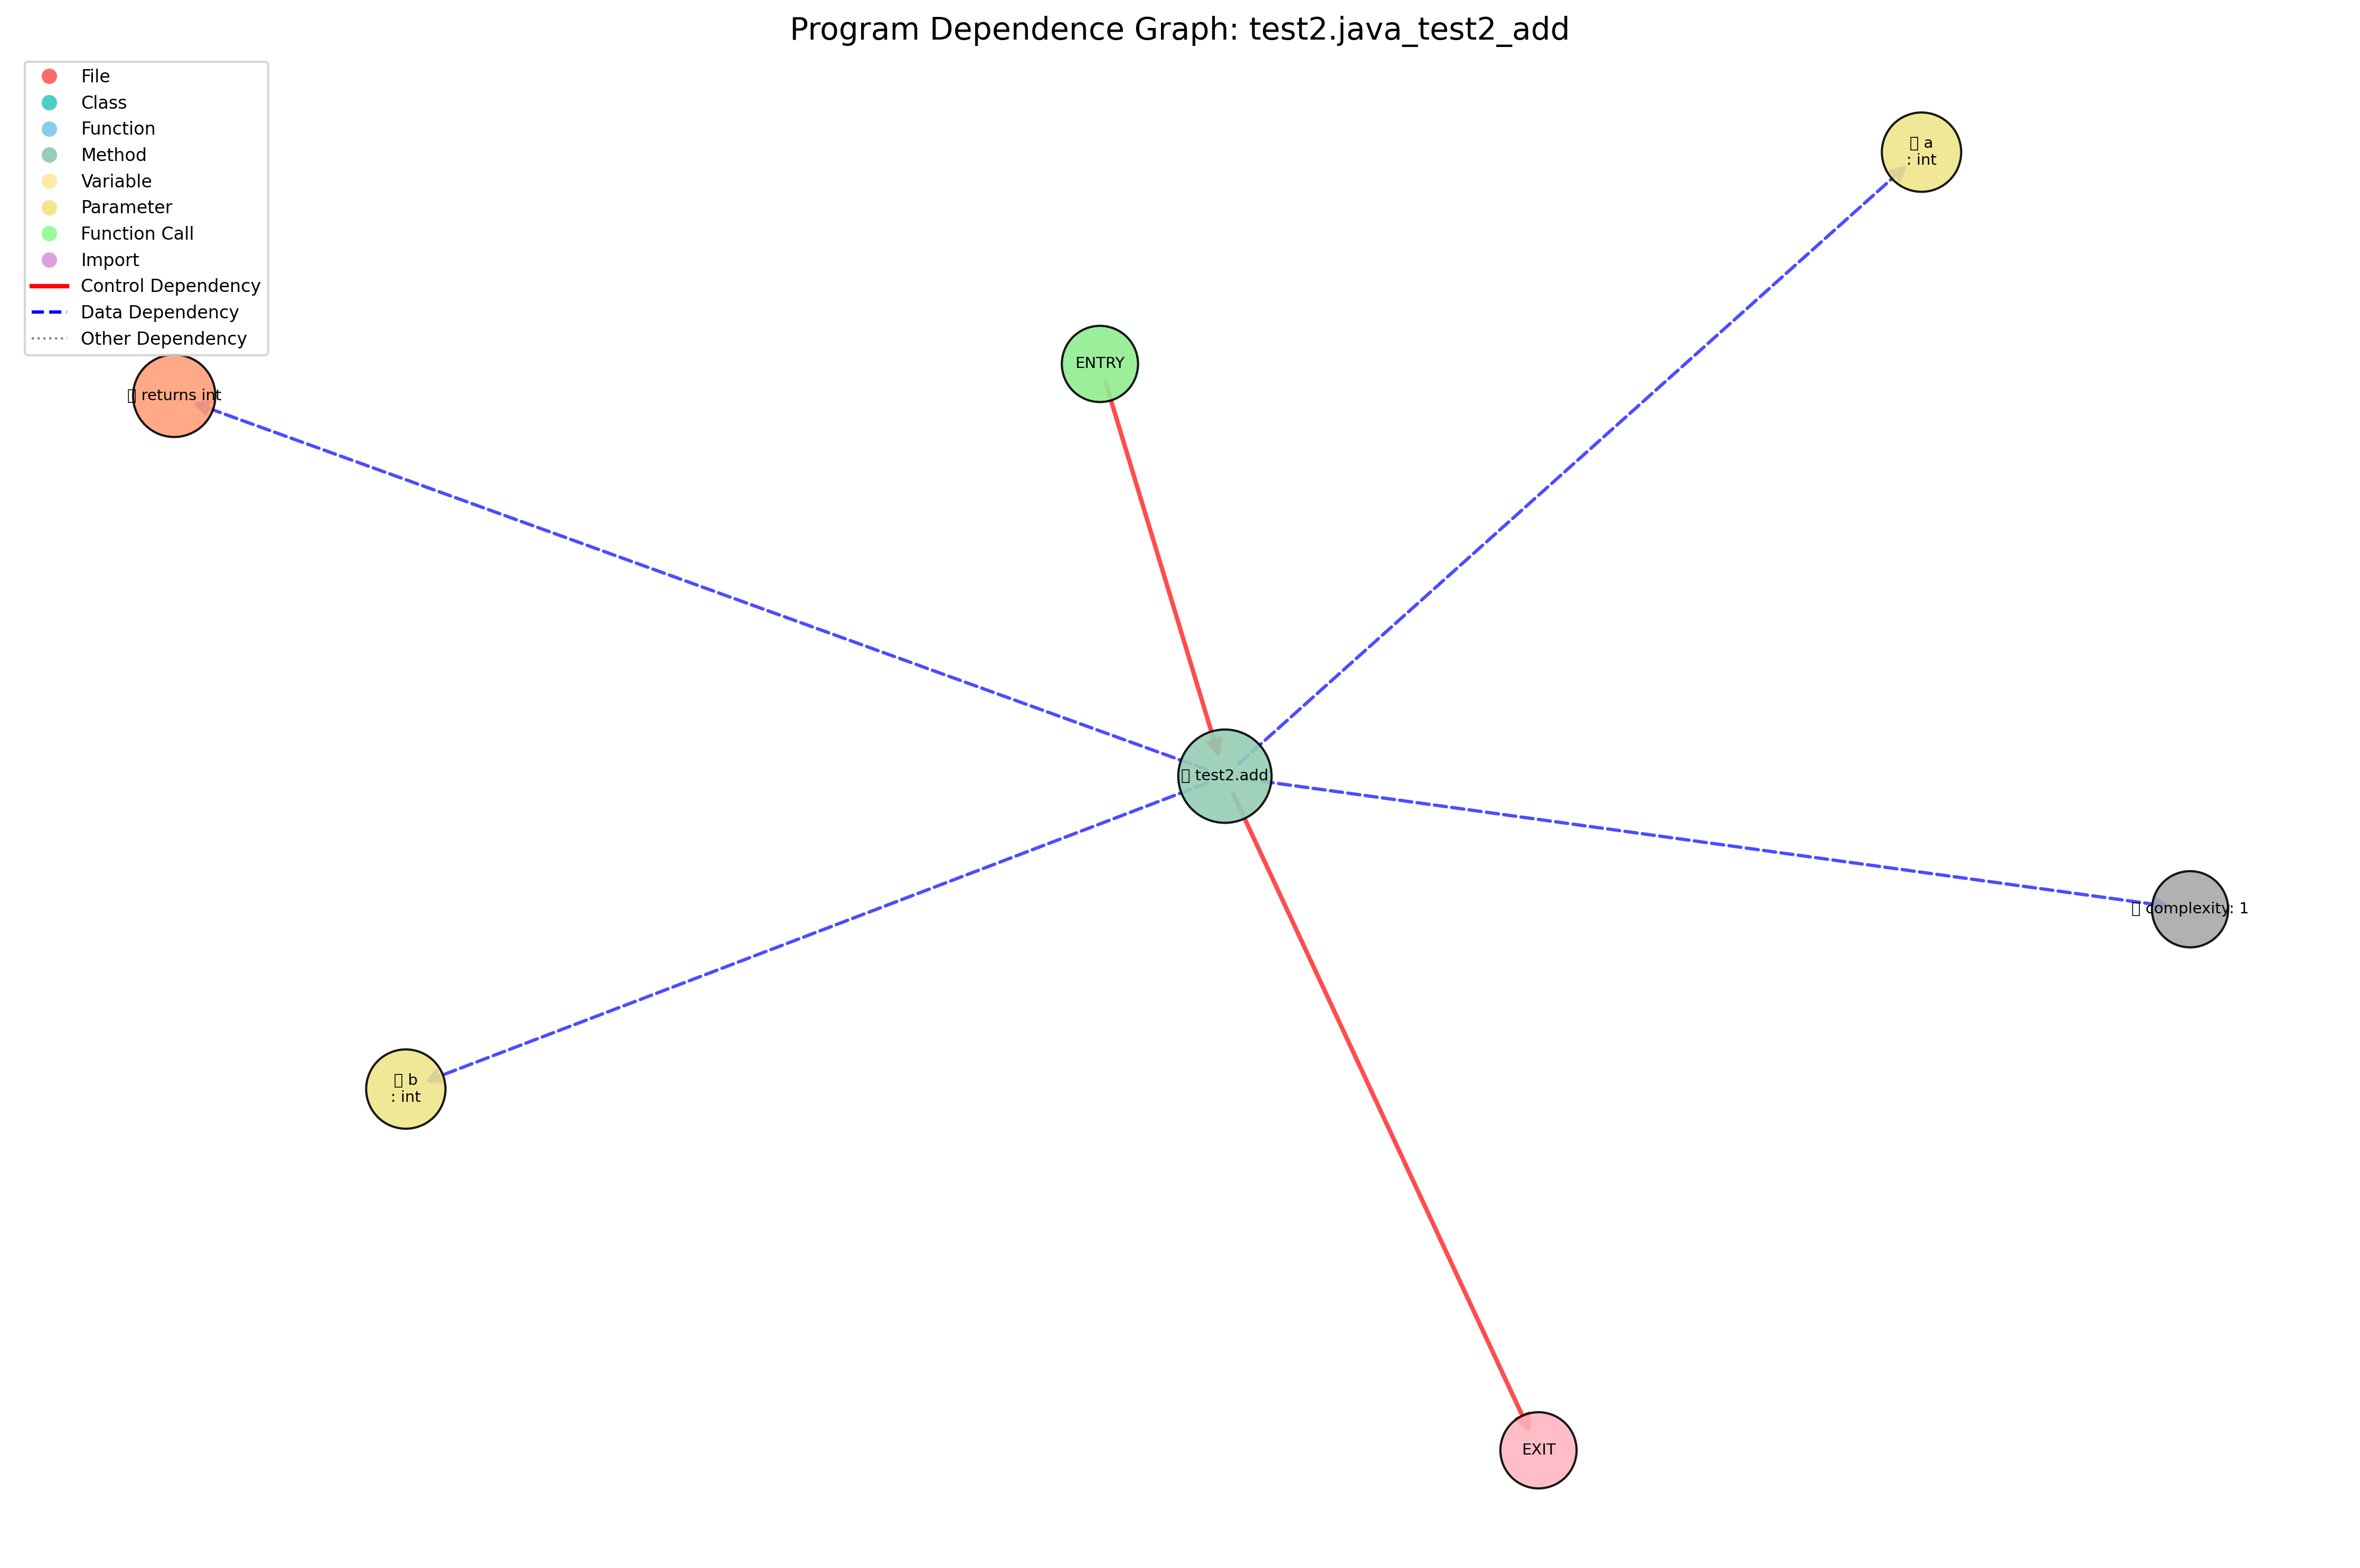 Program Dependence Graph: test2.java_test2_add
File
Class
Function
Method
Variable
Parameter
Function Call
Import
Control Dependency
Data Dependency
Other Dependency
▯ a
: int
ENTRY
▯ returns int
▯ test2.add
▯ complexity: 1
▯ b
: int
EXIT